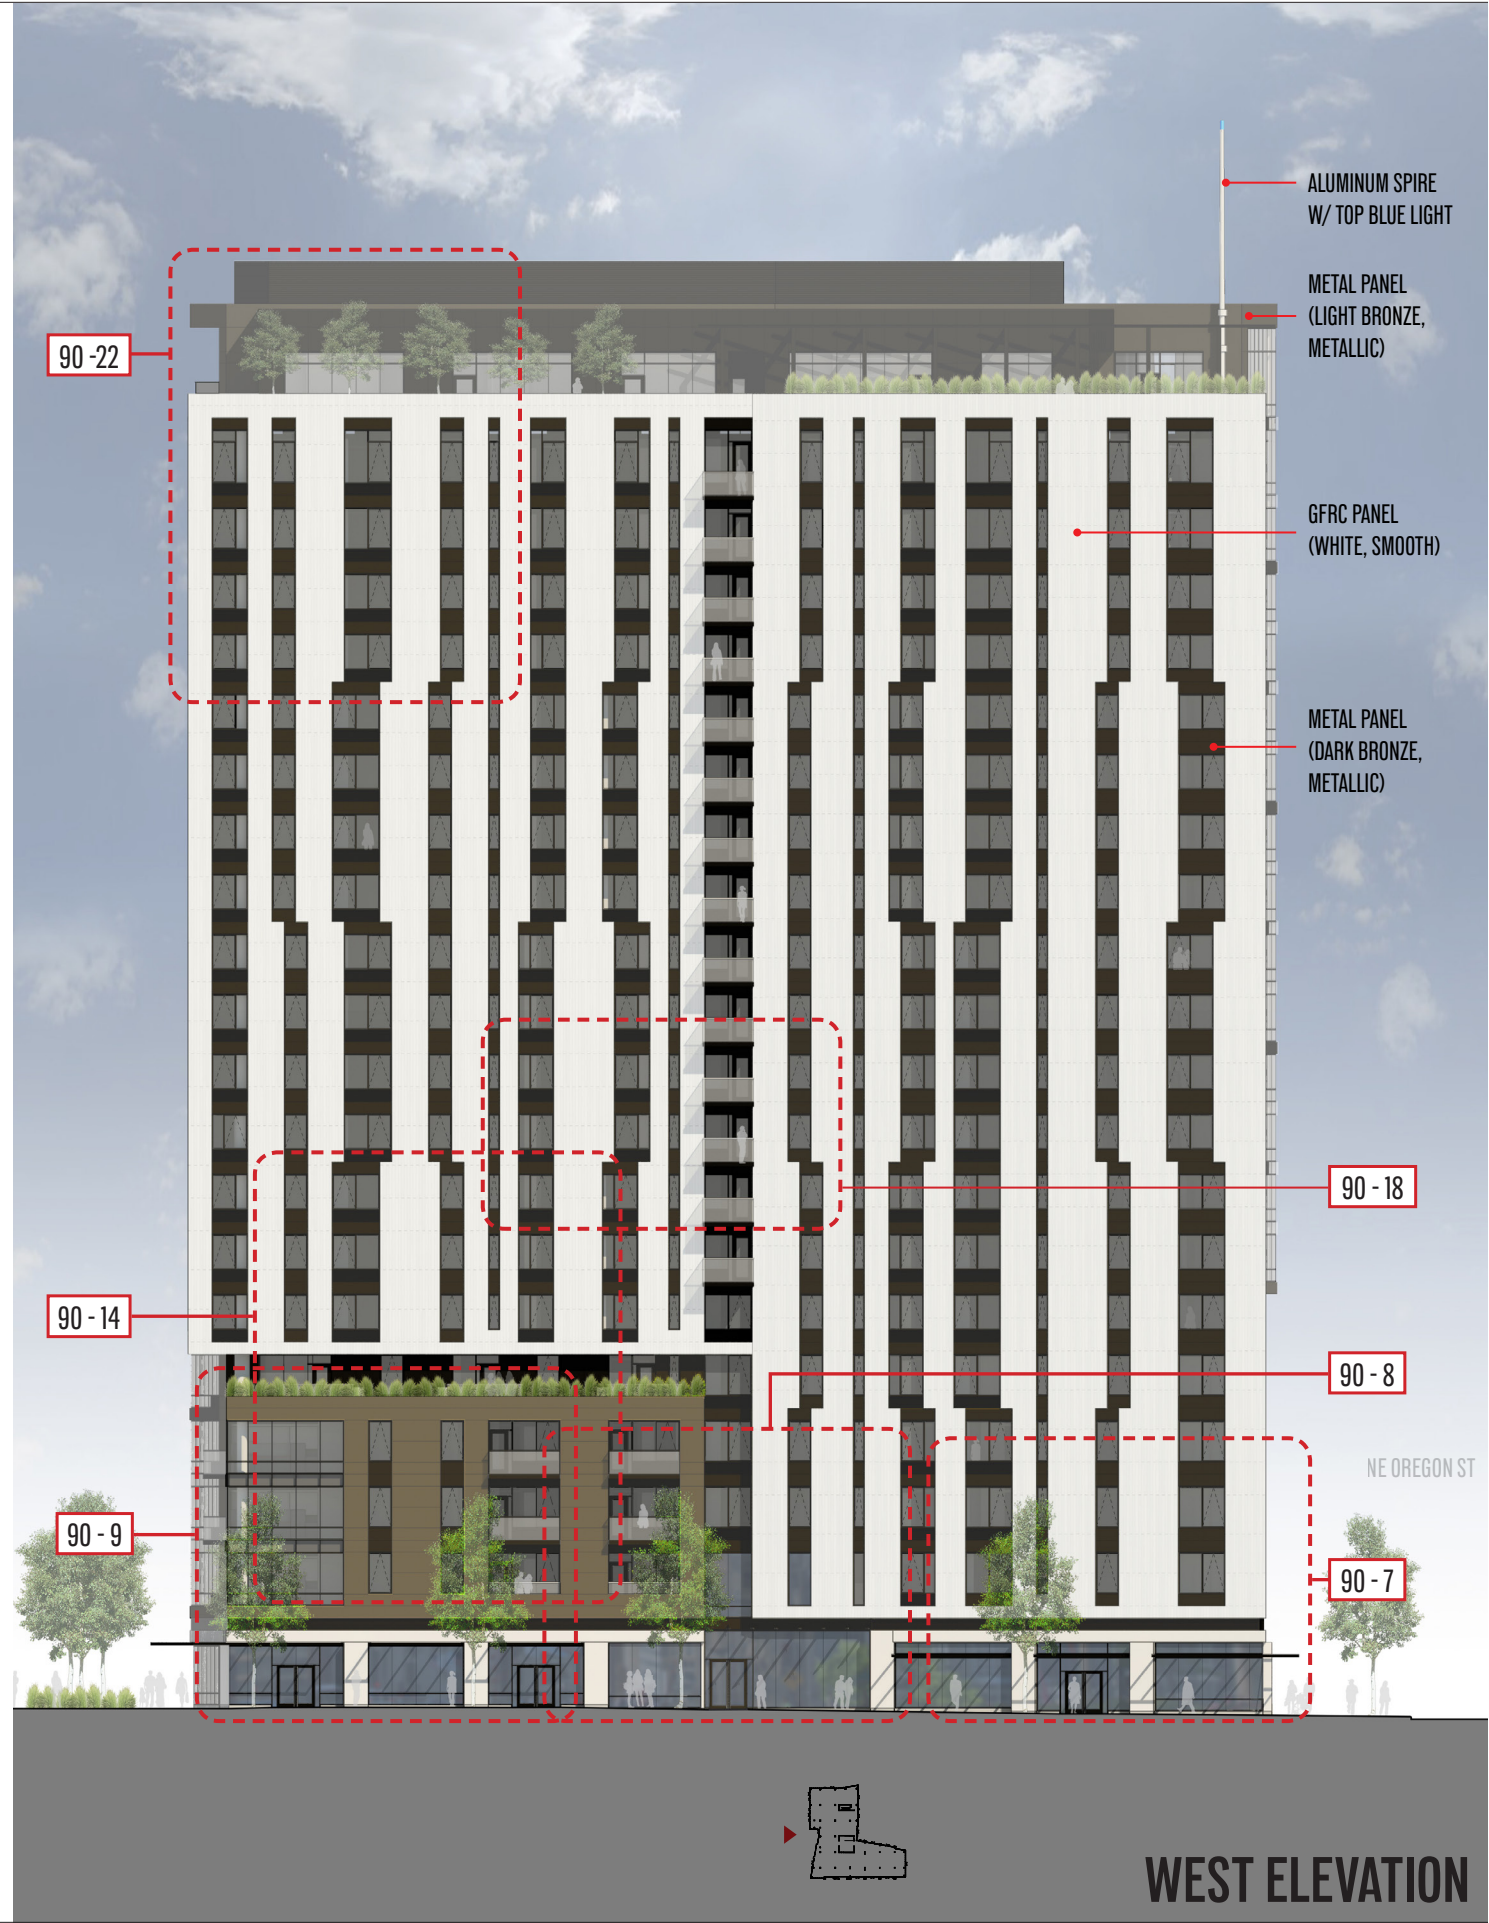 ALUMINUM SPIRE
W/ TOP BLUE LIGHT
METAL PANEL
(LIGHT BRONZE,
METALLIC)
90 -22
GFRC PANEL
(WHITE, SMOOTH)
METAL PANEL
(DARK BRONZE,
METALLIC)
90 - 18
90 - 14
90 - 8
NE OREGON ST
90 - 9
90 - 7
WEST ELEVATION